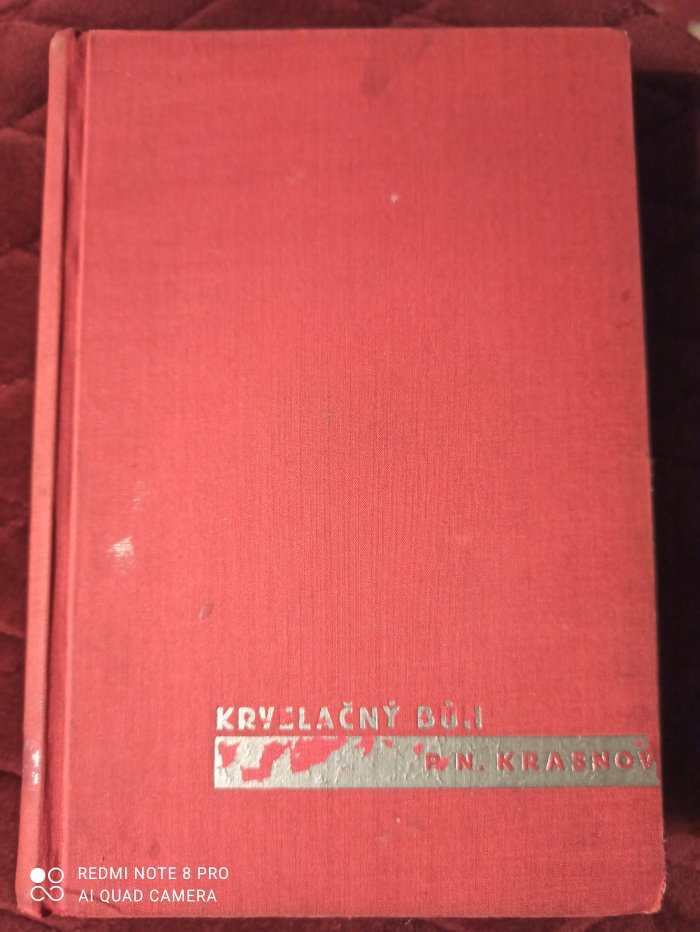 KRVELAČNÝ BŮH
P. N. KRASNOV
REDMI NOTE 8 PRO
AI QUAD CAMERA